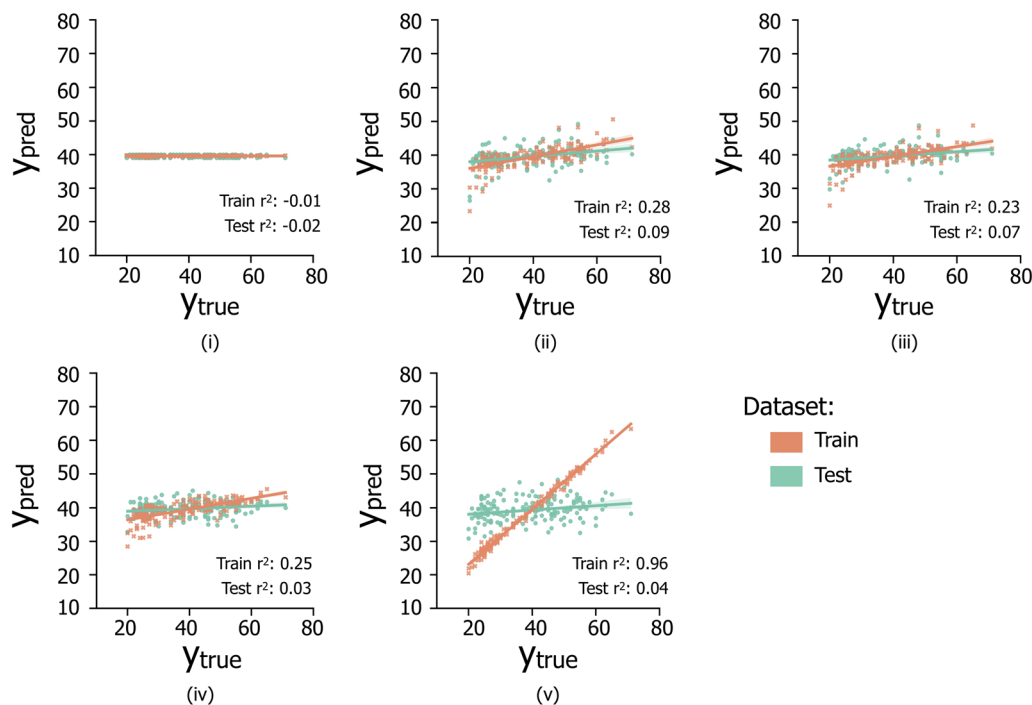 80
70
60
50
40
30
20
10
ypred
Train r²: -0.01
Test r²: -0.02
20 40 60 80
ytrue
(i)
80
70
60
50
40
30
20
10
ypred
Train r²: 0.28
Test r²: 0.09
20 40 60 80
ytrue
(ii)
80
70
60
50
40
30
20
10
ypred
Train r²: 0.23
Test r²: 0.07
20 40 60 80
ytrue
(iii)
80
70
60
50
40
30
20
10
ypred
Train r²: 0.25
Test r²: 0.03
20 40 60 80
ytrue
(iv)
80
70
60
50
40
30
20
10
ypred
Train r²: 0.96
Test r²: 0.04
20 40 60 80
ytrue
(v)
Dataset:
Train
Test